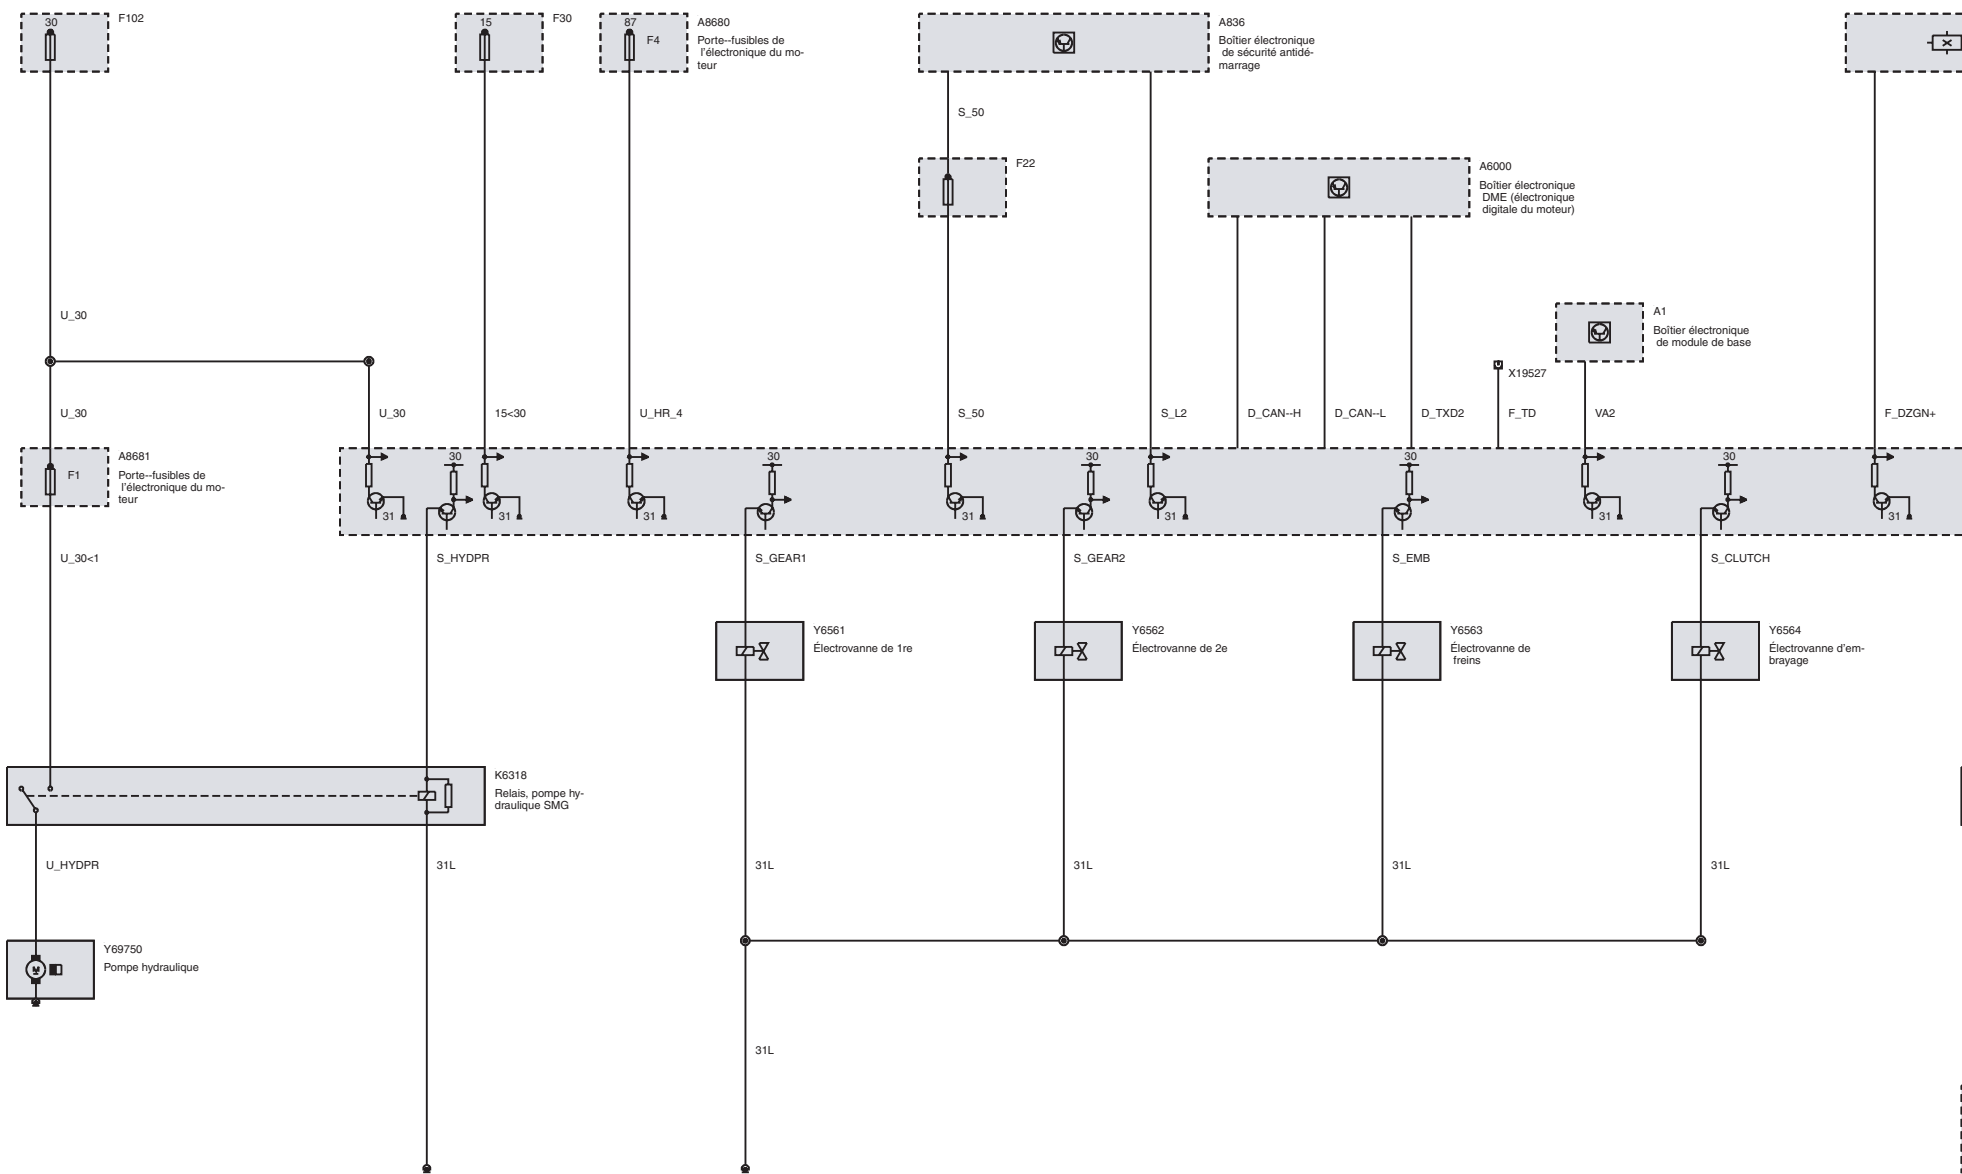 30
F102
15
F30
87
F4
A8680
Porte--fusibles de
l'électronique du mo-
teur
A836
Boîtier électronique
de sécurité antidé-
marrage
S_50
F22
A6000
Boîtier électronique
DME (électronique
digitale du moteur)
U_30
A1
Boîtier électronique
de module de base
X19527
U_30
U_30
15<30
U_HR_4
S_50
S_L2
D_CAN--H
D_CAN--L
D_TXD2
F_TD
VA2
F_DZGN+
F1
A8681
Porte--fusibles de
l'électronique du mo-
teur
30
30
30
30
30
31
31
31
31
31
31
31
U_30<1
S_HYDPR
S_GEAR1
S_GEAR2
S_EMB
S_CLUTCH
Y6561
Électrovanne de 1re
Y6562
Électrovanne de 2e
Y6563
Électrovanne de
freins
Y6564
Électrovanne d'em-
brayage
K6318
Relais, pompe hy-
draulique SMG
U_HYDPR
31L
31L
31L
31L
31L
Y69750
Pompe hydraulique
M
31L